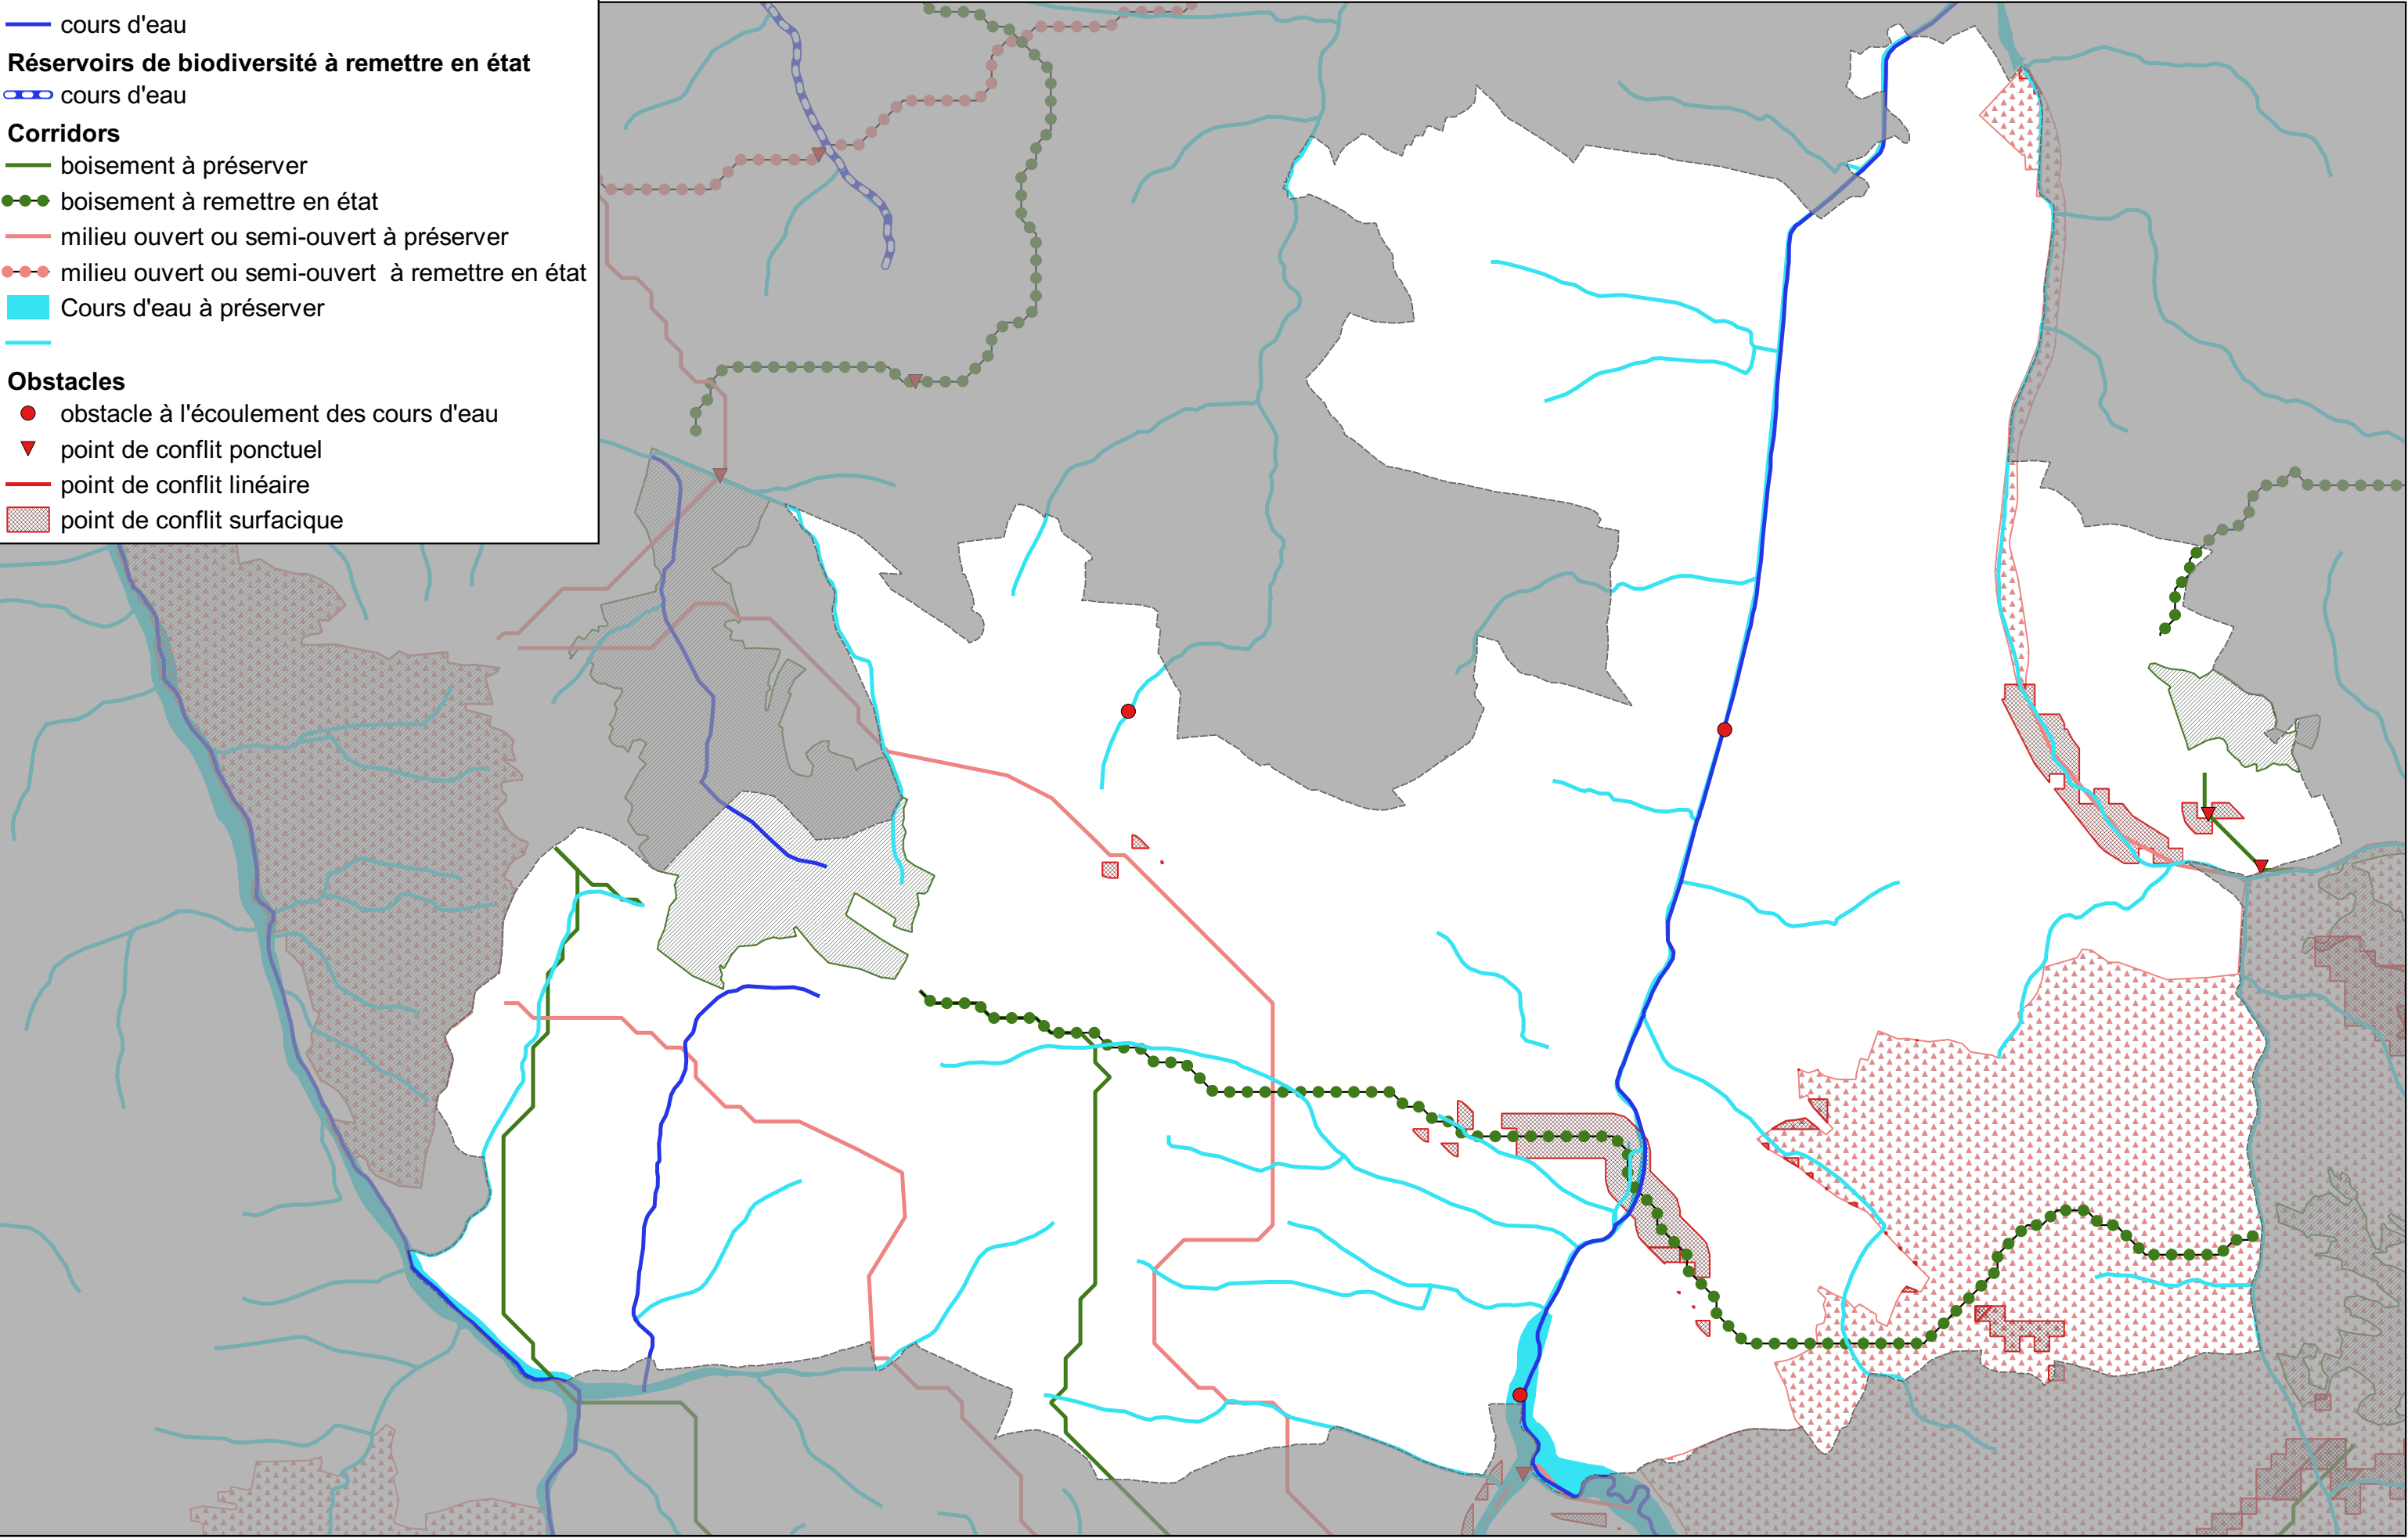 cours d'eau
Réservoirs de biodiversité à remettre en état
cours d'eau
Corridors
boisement à préserver
boisement à remettre en état
milieu ouvert ou semi-ouvert à préserver
milieu ouvert ou semi-ouvert à remettre en état
Cours d'eau à préserver
Obstacles
obstacle à l'écoulement des cours d'eau
point de conflit ponctuel
point de conflit linéaire
point de conflit surfacique